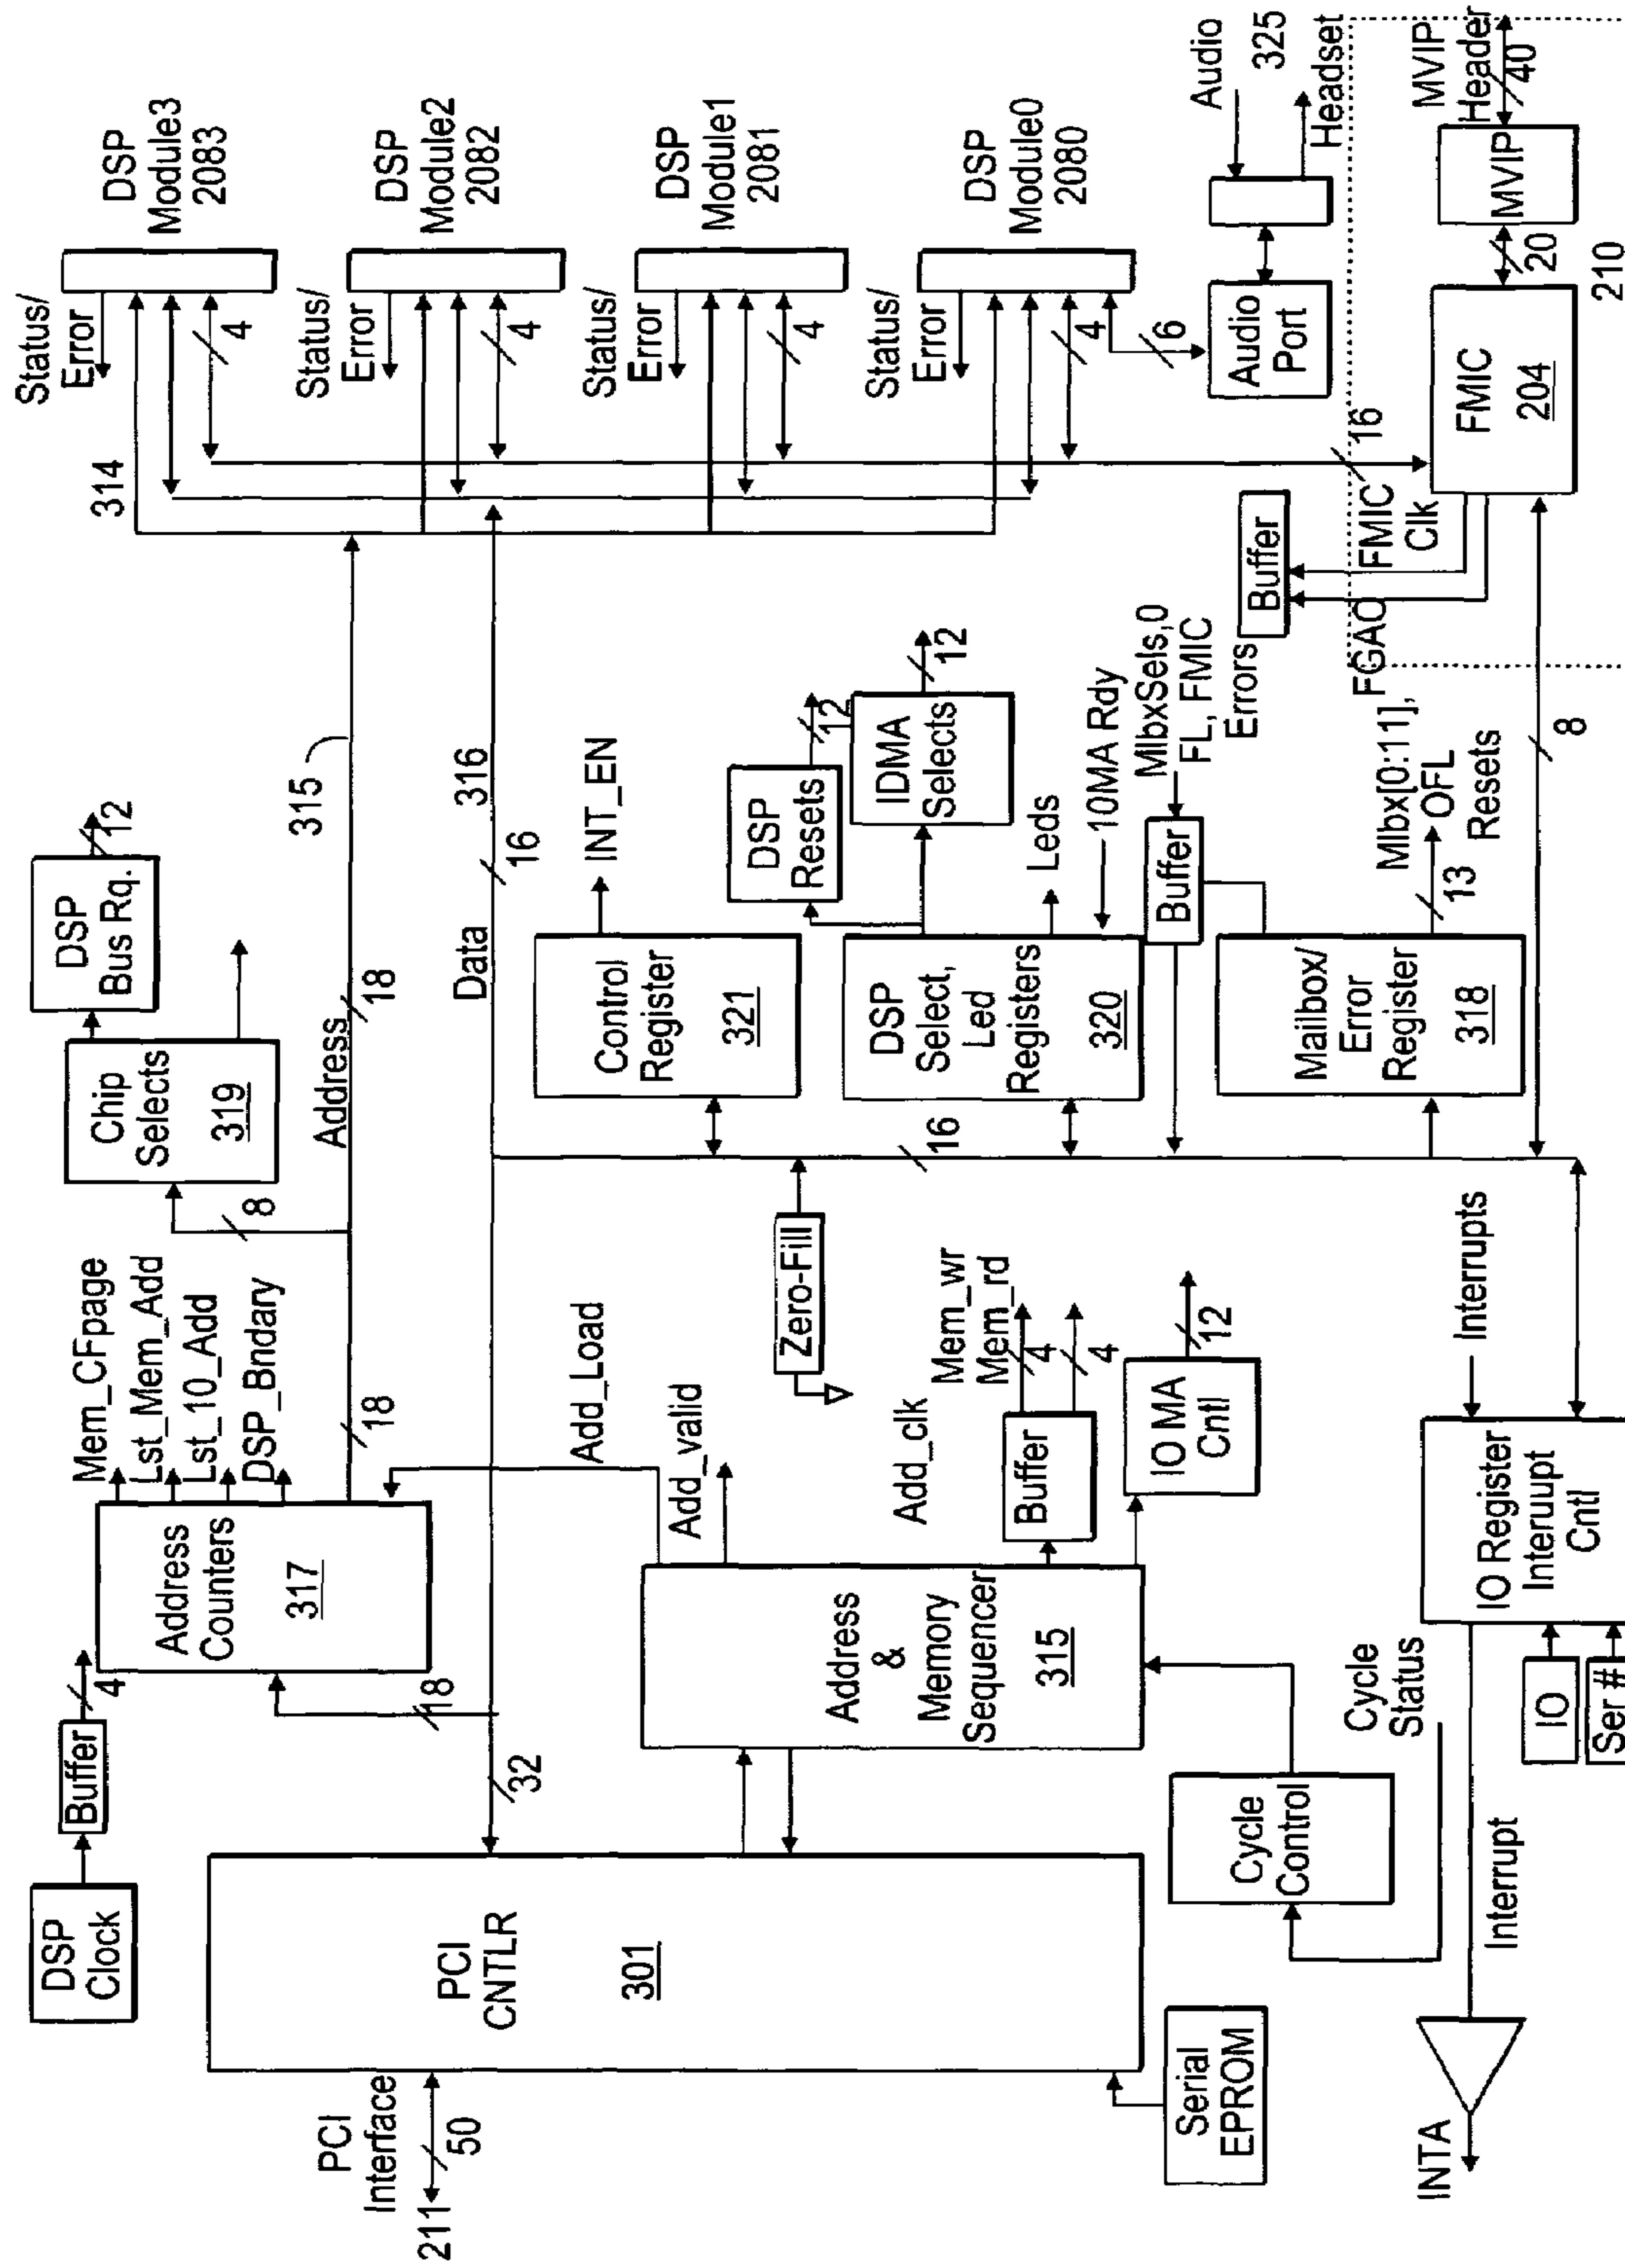 DSP
Clock
Buffer
4
Mem_CFpage
Lst_Mem_Add
Lst_10_Add
DSP_Bndary
Address
Counters
317
18
18
8
Chip
Selects
319
DSP
Bus Rq.
12
Address
18
315
314
Status/
Error
4
DSP
Module3
2083
Status/
Error
4
DSP
Module2
2082
Status/
Error
4
DSP
Module1
2081
Status/
Error
4
DSP
Module0
2080
6
Audio
Port
Audio
325
Headset
PCI
Interface
211
50
PCI
CNTLR
301
32
Data
16
316
Add_Load
Add_valid
Address
&
Memory
Sequencer
315
Add_clk
Buffer
Mem_wr
Mem_rd
4
4
IO MA
Cntl
12
Zero-Fill
16
Control
Register
321
INT_EN
DSP
Select,
Led
Registers
320
DSP
Resets
12
IDMA
Selects
12
Leds
10MA Rdy
Buffer
MlbxSels,0
FL, FMIC
Errors
Mailbox/
Error
Register
318
13
Mlbx[0:11],
OFL
Resets
8
Buffer
FGAO
FMIC
Clk
16
FMIC
204
20
MVIP
MVIP
Header
40
210
Serial
EPROM
Cycle
Control
Cycle
Status
Interrupts
IO Register
Interuupt
Cntl
IO
Ser #
Interrupt
INTA